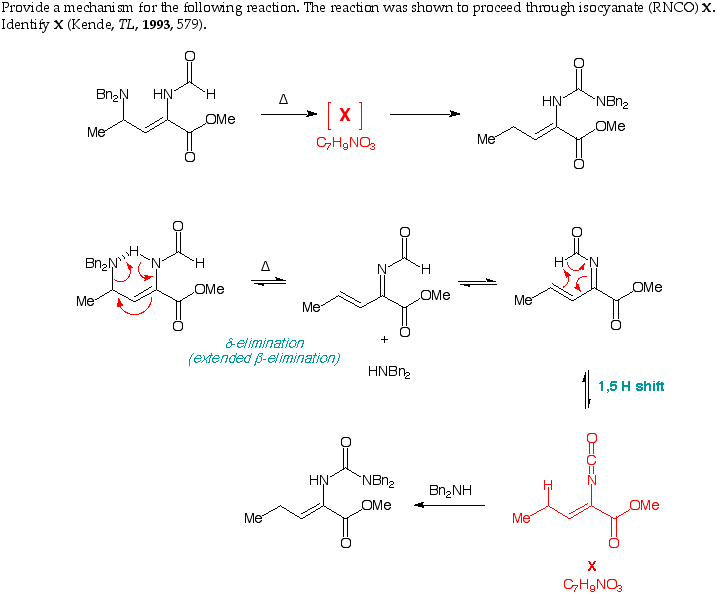 Provide a mechanism for the following reaction. The reaction was shown to proceed through isocyanate (RNCO) X.
Identify X (Kende, TL, 1993, 579).
O
Bn₂N HN H
Me OMe
O
Δ
[ X ]
C₇H₉NO₃
O
HN NBn₂
Me OMe
O
O
Bn₂N H N H
Me OMe
O
Δ
δ-elimination
(extended β-elimination)
O
N H
Me OMe
O
+
HNBn₂
O
H N
Me OMe
O
1,5 H shift
O
HN NBn₂
Me OMe
O
Bn₂NH
O
C
N
H
Me OMe
O
X
C₇H₉NO₃